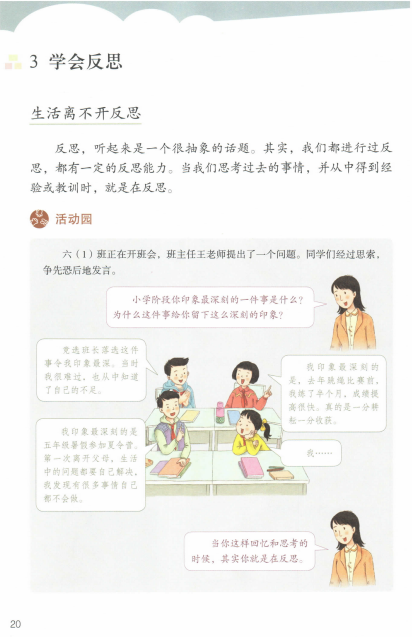 3 学会反思
生活离不开反思
反思，听起来是一个很抽象的话题。其实，我们都进行过反
思，都有一定的反思能力。当我们思考过去的事情，并从中得到经
验或教训时，就是在反思。
活动园
六（1）班正在开班会，班主任王老师提出了一个问题。同学们经过思索，
争先恐后地发言。
小学阶段你印象最深刻的一件事是什么？
为什么这件事给你留下这么深刻的印象？
竞选班长落选这件
事令我印象最深。当时
我很难过，也从中知道
了自己的不足。
我印象最深刻的
是，去年跳绳比赛前，
我练了半个月，成绩提
高很快。真的是一分耕
耘一分收获。
我印象最深刻的是
五年级暑假参加夏令营。
第一次离开父母，生活
中的问题都要自己解决，
我发现有很多事情自己
都不会做。
我……
当你这样回忆和思考的
时候，其实你就是在反思。
20